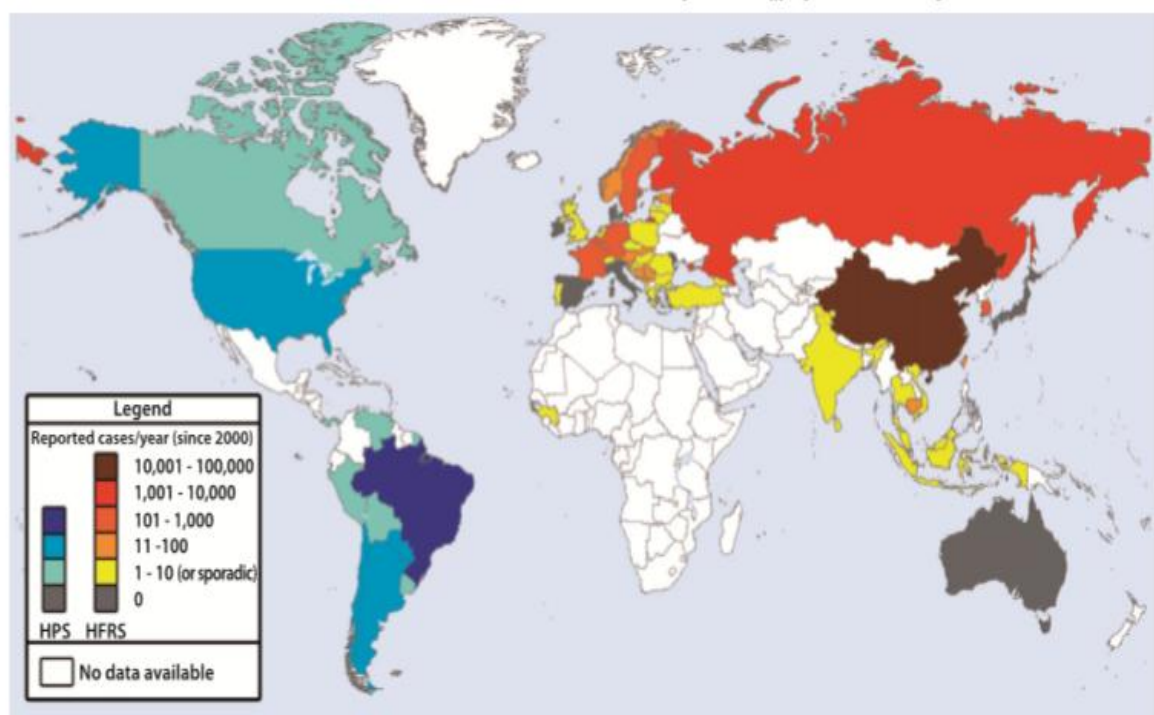 Legend
Reported cases/year (since 2000)
10,001 - 100,000
1,001 - 10,000
101 - 1,000
11 -100
1 - 10 (or sporadic)
0
HPS HFRS
No data available